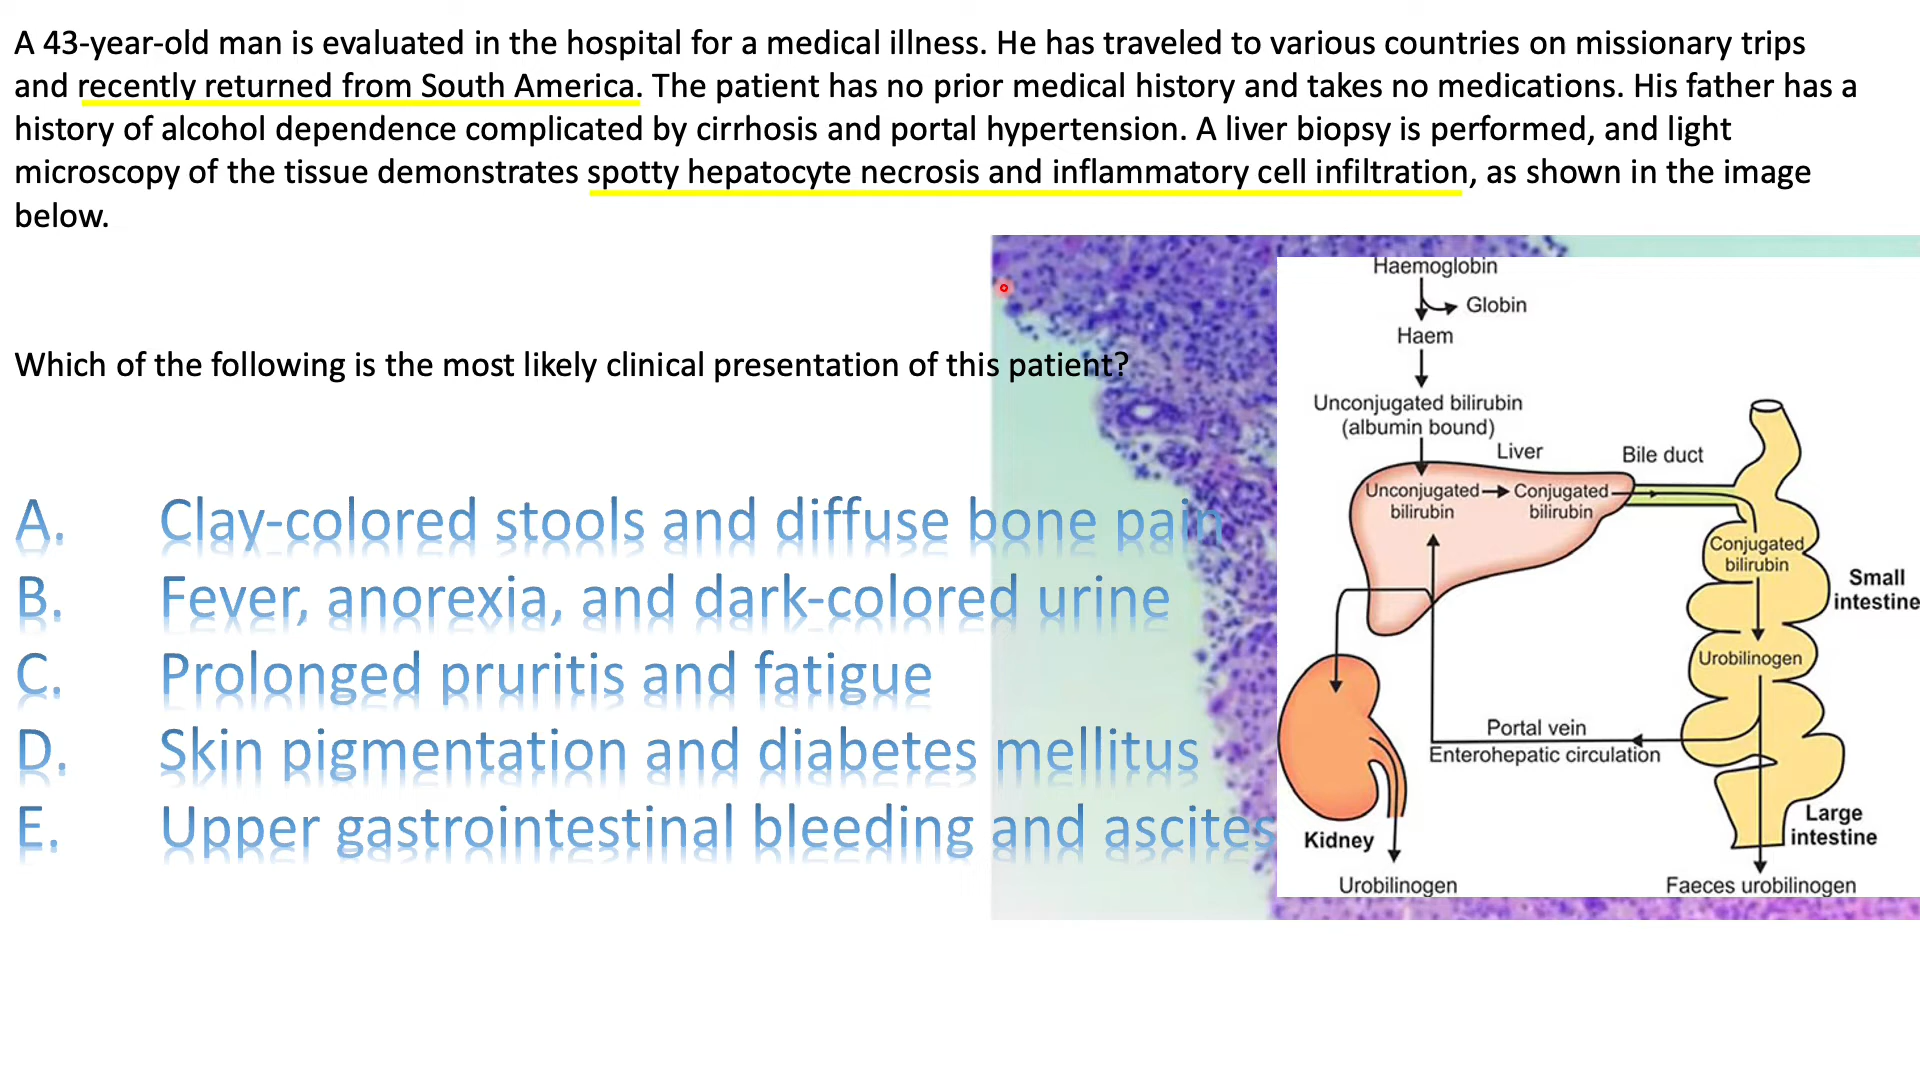 A 43-year-old man is evaluated in the hospital for a medical illness. He has traveled to various countries on missionary trips
and recently returned from South America. The patient has no prior medical history and takes no medications. His father has a
history of alcohol dependence complicated by cirrhosis and portal hypertension. A liver biopsy is performed, and light
microscopy of the tissue demonstrates spotty hepatocyte necrosis and inflammatory cell infiltration, as shown in the image
below.
Which of the following is the most likely clinical presentation of this patient?
A. Clay-colored stools and diffuse bone pain
B. Fever, anorexia, and dark-colored urine
C. Prolonged pruritis and fatigue
D. Skin pigmentation and diabetes mellitus
E. Upper gastrointestinal bleeding and ascites
Haemoglobin
Globin
Haem
Unconjugated bilirubin
(albumin bound)
Liver
Bile duct
Unconjugated
bilirubin
Conjugated
bilirubin
Conjugated
bilirubin
Small
intestine
Urobilinogen
Portal vein
Enterohepatic circulation
Large
intestine
Kidney
Urobilinogen
Faeces urobilinogen